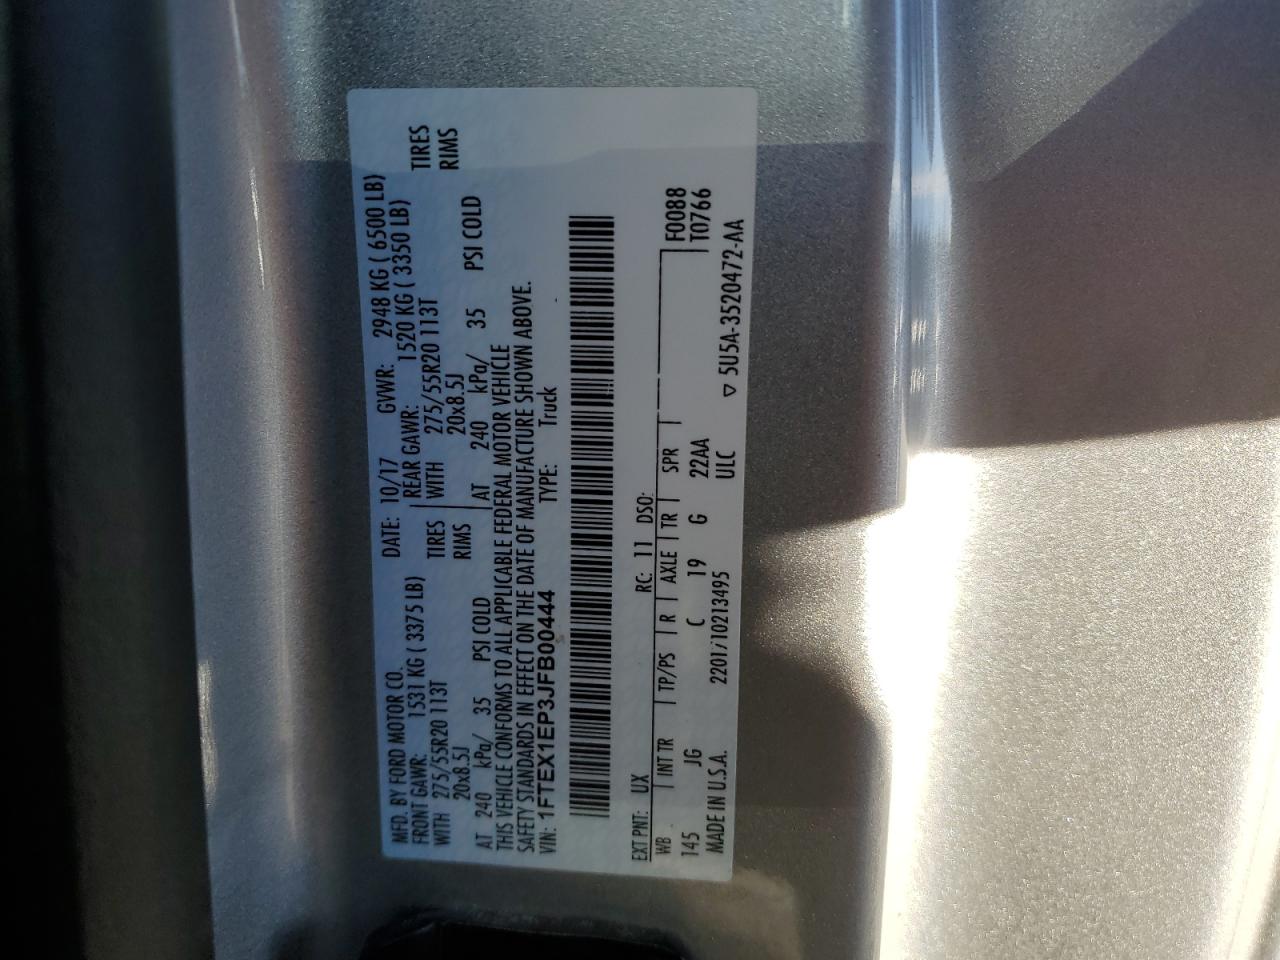 MFD. BY FORD MOTOR CO. DATE: 10/17 GVWR: 2948 KG ( 6500 LB)
FRONT GAWR: 1531 KG ( 3375 LB) REAR GAWR: 1520 KG ( 3350 LB)
WITH 275/55R20 113T TIRES WITH 275/55R20 113T TIRES
20x8.5J RIMS 20x8.5J RIMS
AT 240 kPa/ 35 PSI COLD AT 240 kPa/ 35 PSI COLD
THIS VEHICLE CONFORMS TO ALL APPLICABLE FEDERAL MOTOR VEHICLE
SAFETY STANDARDS IN EFFECT ON THE DATE OF MANUFACTURE SHOWN ABOVE.
VIN: 1FTEX1EP3JFB00444 TYPE: Truck
EXT PNT: UX RC: 11 DSO:
WB INT TR TP/PS R AXLE TR SPR F0088
145 JG C 19 G 22AA T0766
MADE IN U.S.A. 2201710213495 ULC
▽ 5U5A-3520472-AA